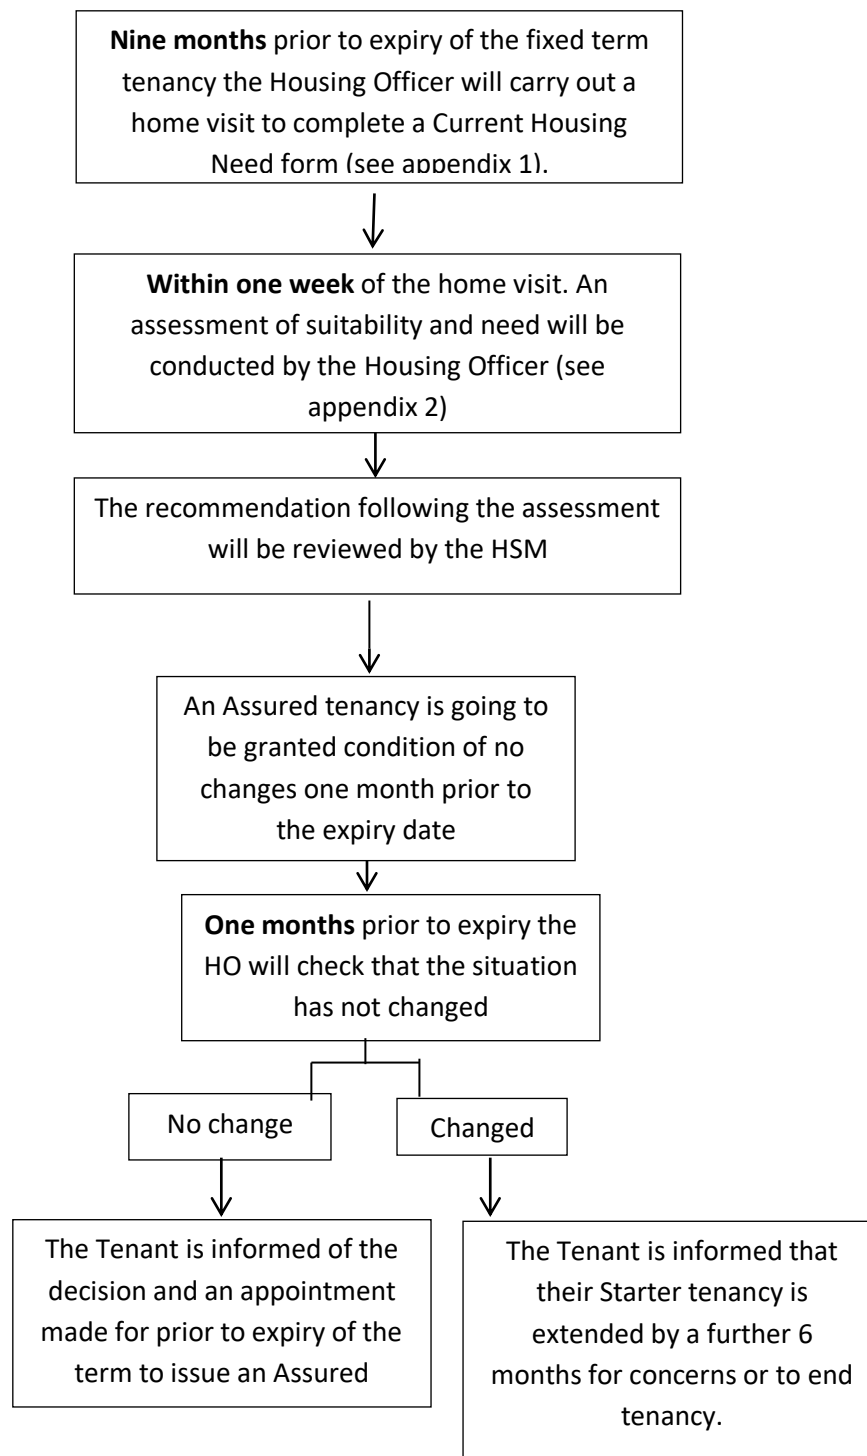 Nine months prior to expiry of the fixed term
tenancy the Housing Officer will carry out a
home visit to complete a Current Housing
Need form (see appendix 1).
Within one week of the home visit. An
assessment of suitability and need will be
conducted by the Housing Officer (see
appendix 2)
The recommendation following the assessment
will be reviewed by the HSM
An Assured tenancy is going to
be granted condition of no
changes one month prior to
the expiry date
One months prior to expiry the
HO will check that the situation
has not changed
No change
Changed
The Tenant is informed of the
decision and an appointment
made for prior to expiry of the
term to issue an Assured
The Tenant is informed that
their Starter tenancy is
extended by a further 6
months for concerns or to end
tenancy.